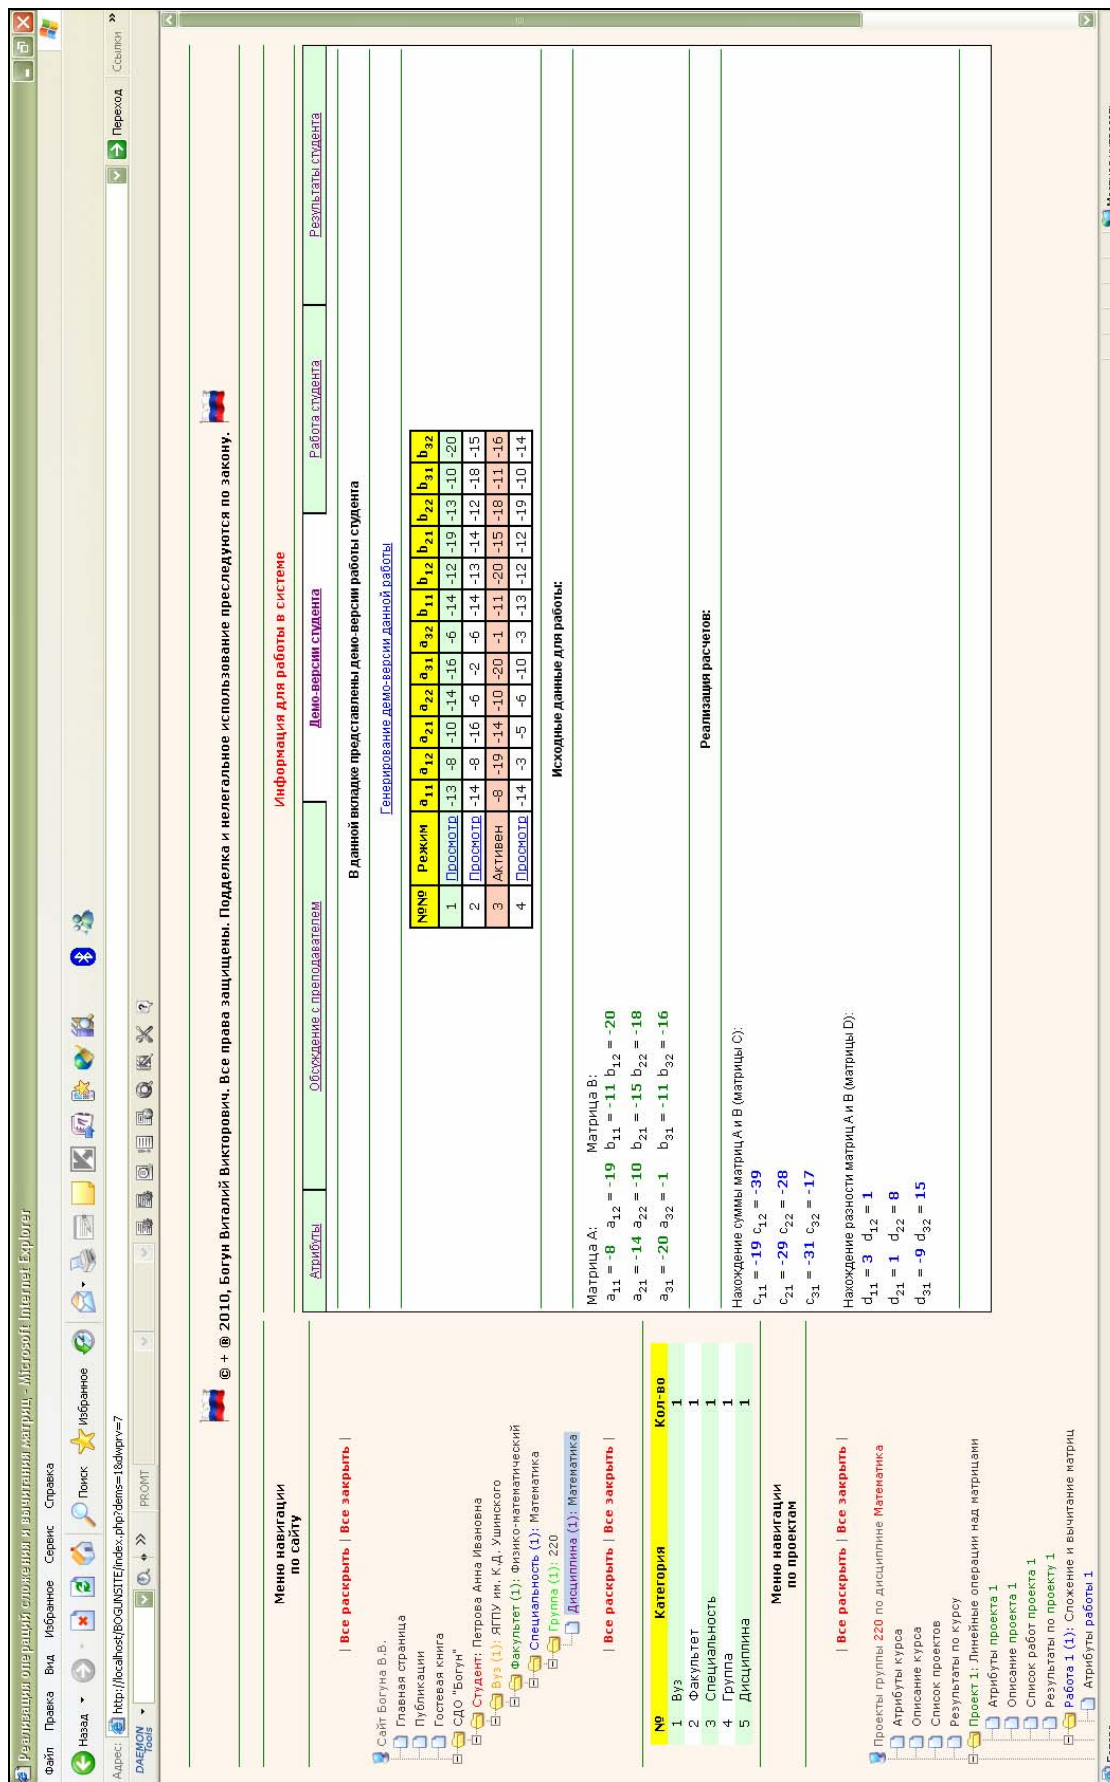 Реализация операций сложения и вычитания матриц - Microsoft Internet Explorer
Файл Правка Вид Избранное Сервис Справка
Назад Поиск Избранное
Адрес: http://localhost/BOGUNSITE/index.php?dems=1&dwprv=7 Переход Ссылки »
DAEMON Tools PROMT
© + ® 2010, Богун Виталий Викторович. Все права защищены. Подделка и нелегальное использование преследуются по закону.
Меню навигации
по сайту
| Все раскрыть | Все закрыть |
Сайт Богуна В.В.
Главная страница
Публикации
Гостевая книга
СДО "Богун"
Студент: Петрова Анна Ивановна
Вуз (1): ЯГПУ им. К.Д. Ушинского
Факультет (1): Физико-математический
Специальность (1): Математика
Группа (1): 220
Дисциплина (1): Математика
| Все раскрыть | Все закрыть |
№ Категория Кол-во
1 Вуз 1
2 Факультет 1
3 Специальность 1
4 Группа 1
5 Дисциплина 1
Меню навигации
по проектам
| Все раскрыть | Все закрыть |
Проекты группы 220 по дисциплине Математика
Атрибуты курса
Описание курса
Список проектов
Результаты по курсу
Проект 1: Линейные операции над матрицами
Атрибуты проекта 1
Описание проекта 1
Список работ проекта 1
Результаты по проекту 1
Работа 1 (1): Сложение и вычитание матриц
Атрибуты работы 1
Информация для работы в системе
Атрибуты Обсуждение с преподавателем Демо-версии студента Работа студента Результаты студента
В данной вкладке представлены демо-версии работы студента
Генерирование демо-версии данной работы
№№ Режим a11 a12 a21 a22 a31 a32 b11 b12 b21 b22 b31 b32
1 Просмотр -13 -8 -10 -14 -16 -6 -14 -12 -19 -13 -10 -20
2 Просмотр -14 -8 -16 -6 -2 -6 -14 -13 -14 -12 -18 -15
3 Активен -8 -19 -14 -10 -20 -1 -11 -20 -15 -18 -11 -16
4 Просмотр -14 -3 -5 -6 -10 -3 -13 -12 -12 -19 -10 -14
Исходные данные для работы:
Матрица A: Матрица B:
a11 = -8 a12 = -19 b11 = -11 b12 = -20
a21 = -14 a22 = -10 b21 = -15 b22 = -18
a31 = -20 a32 = -1 b31 = -11 b32 = -16
Реализация расчетов:
Нахождение суммы матриц A и B (матрицы C):
c11 = -19 c12 = -39
c21 = -29 c22 = -28
c31 = -31 c32 = -17
Нахождение разности матриц A и B (матрицы D):
d11 = 3 d12 = 1
d21 = 1 d22 = 8
d31 = -9 d32 = 15